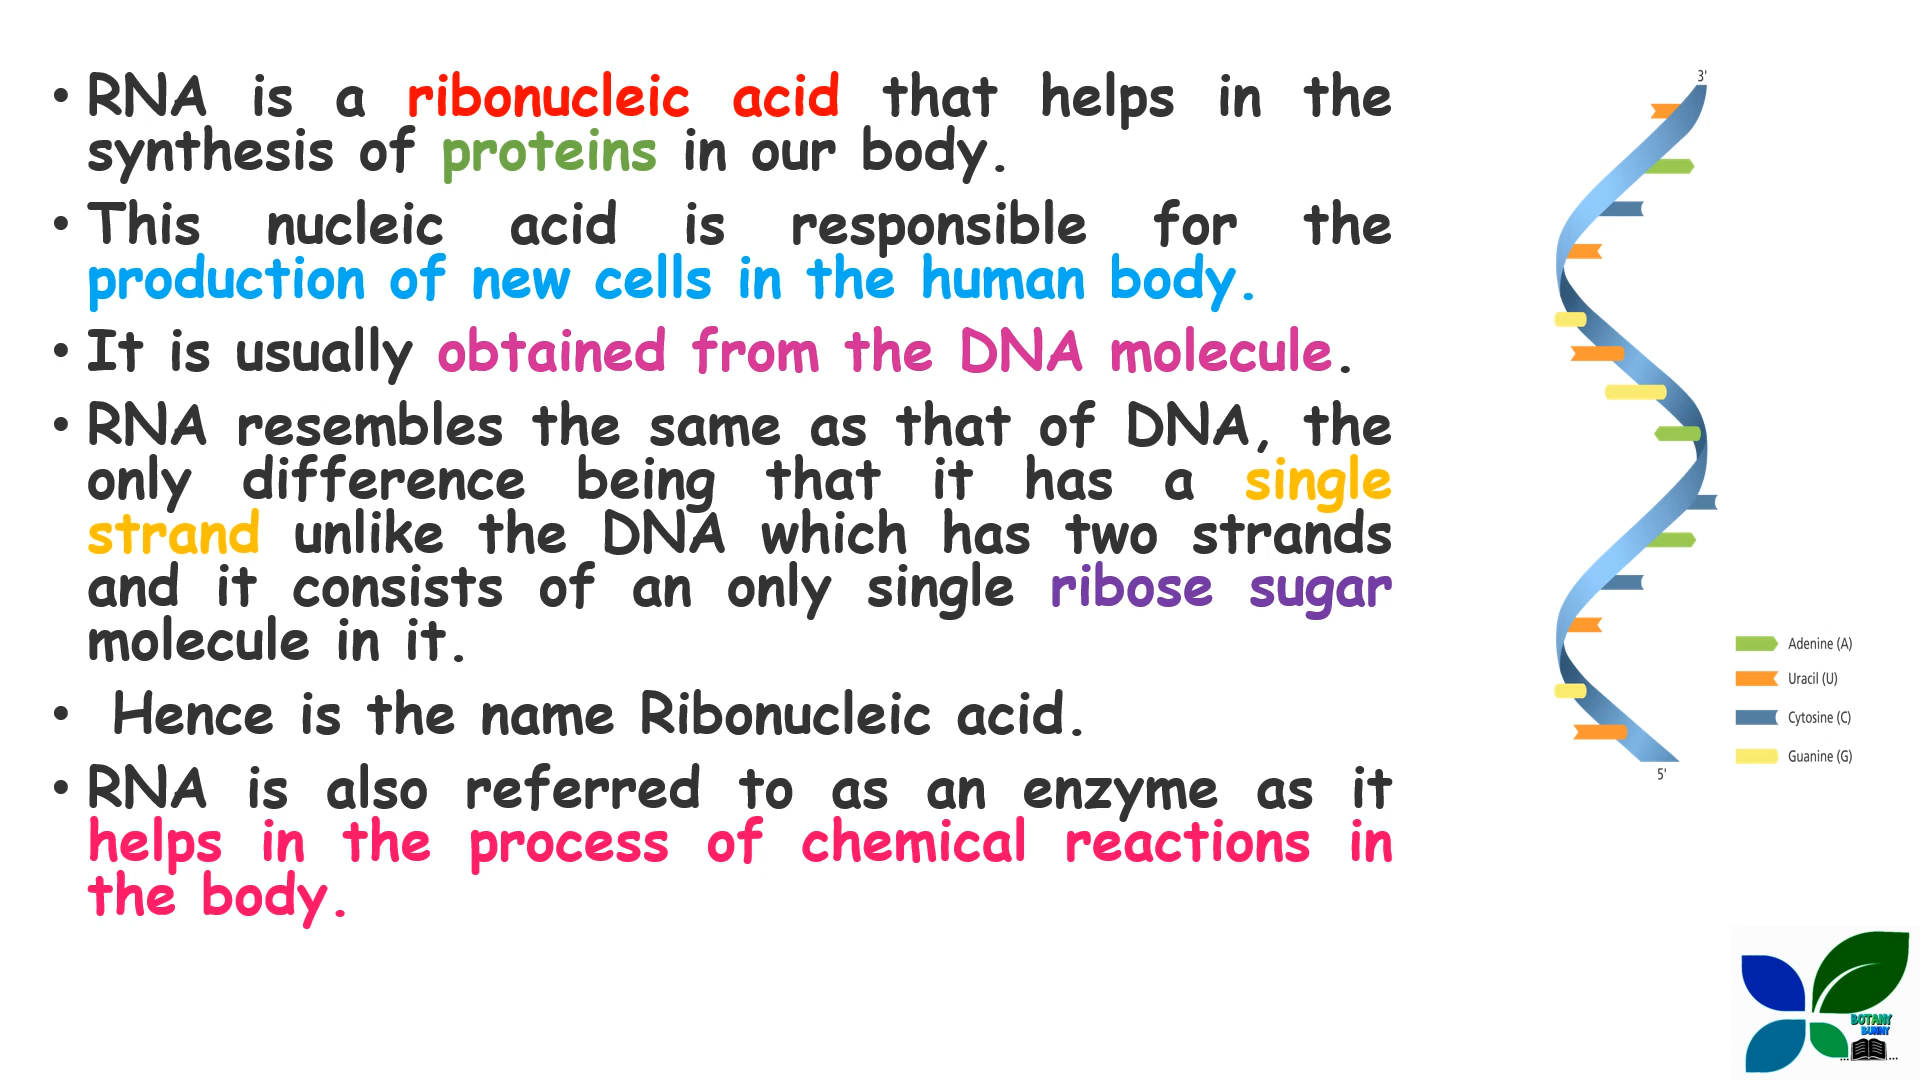 • RNA is a ribonucleic acid that helps in the
synthesis of proteins in our body.
• This nucleic acid is responsible for the
production of new cells in the human body.
• It is usually obtained from the DNA molecule.
• RNA resembles the same as that of DNA, the
only difference being that it has a single
strand unlike the DNA which has two strands
and it consists of an only single ribose sugar
molecule in it.
• Hence is the name Ribonucleic acid.
• RNA is also referred to as an enzyme as it
helps in the process of chemical reactions in
the body.
3'
Adenine (A)
Uracil (U)
Cytosine (C)
Guanine (G)
5'
BOTANY
BUNNY